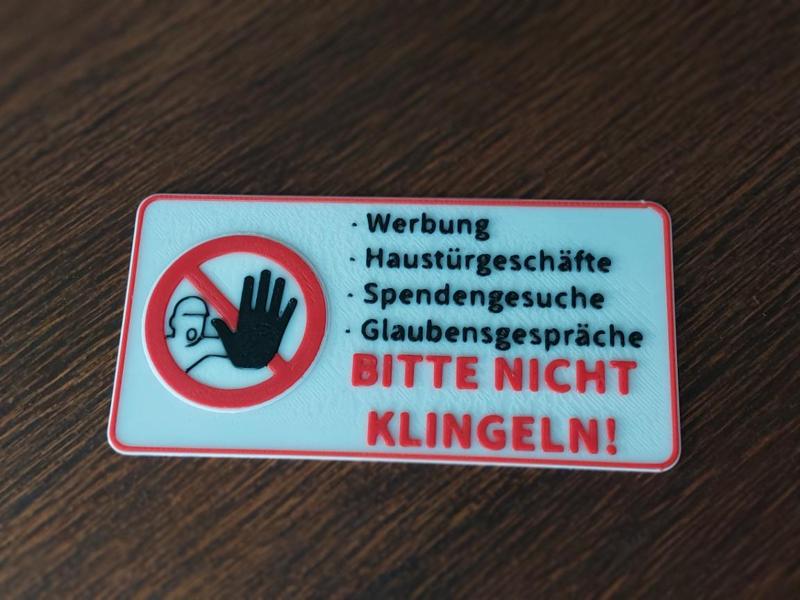 · Werbung
· Haustürgeschäfte
· Spendengesuche
· Glaubensgespräche
BITTE NICHT
KLINGELN!